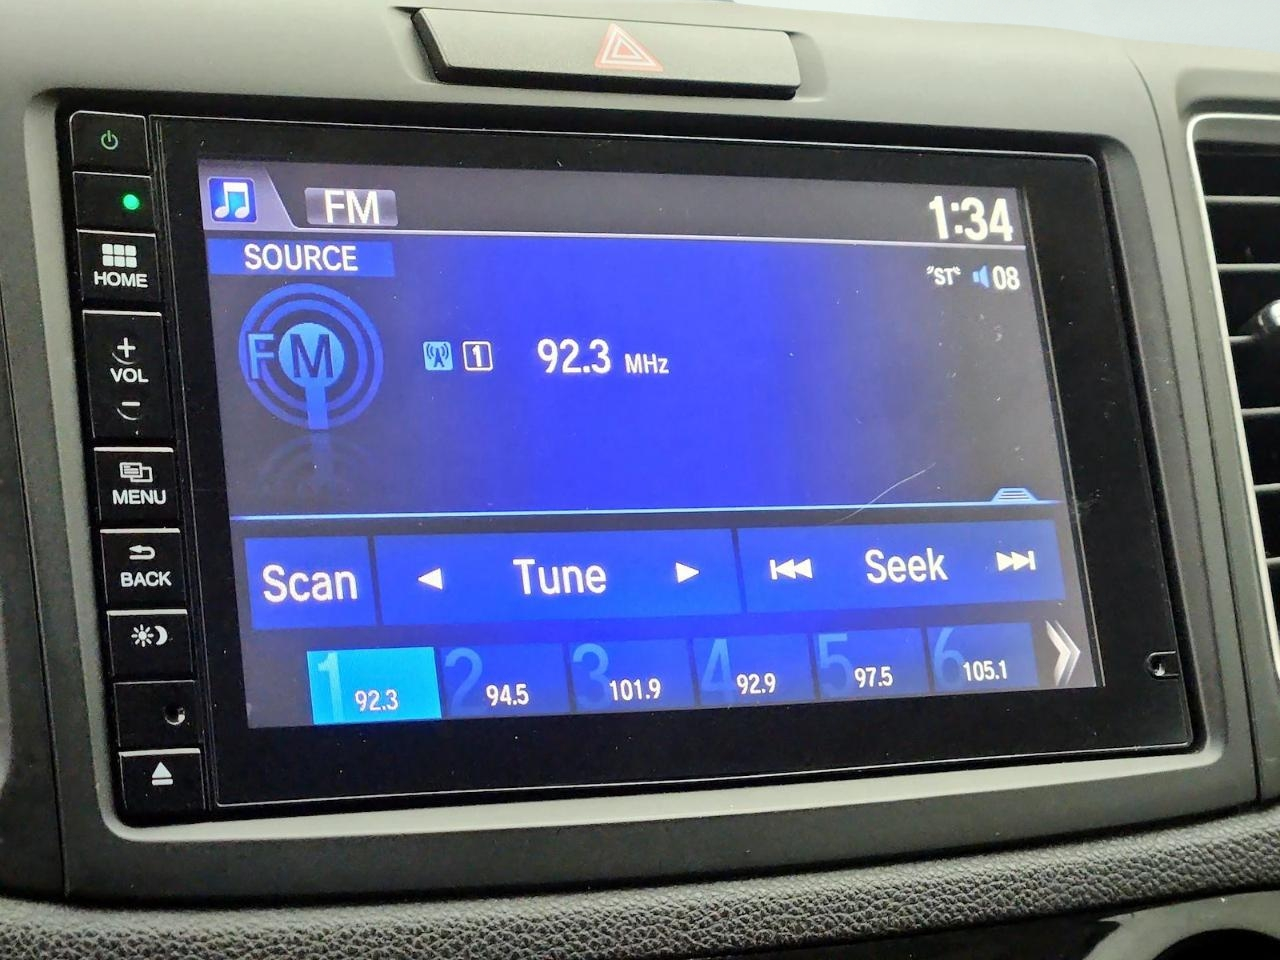 FM
1:34
SOURCE
"ST" 08
FM
1 92.3 MHz
HOME
VOL
MENU
BACK
Scan
Tune
Seek
1 92.3
2 94.5
3 101.9
4 92.9
5 97.5
6 105.1